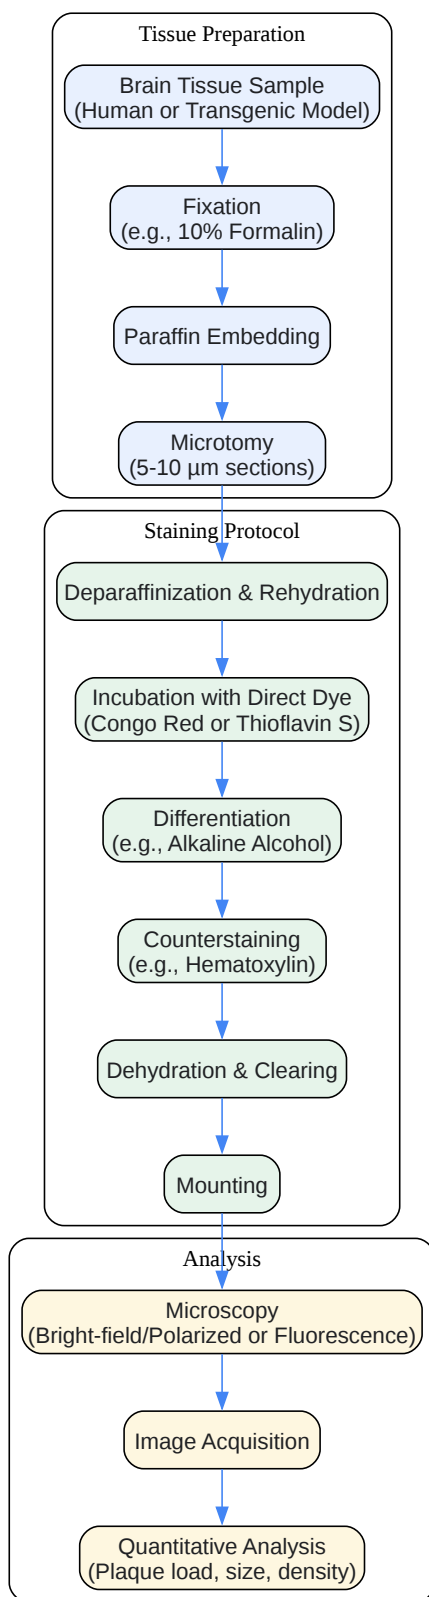 Tissue Preparation
Brain Tissue Sample
(Human or Transgenic Model)
Fixation
(e.g., 10% Formalin)
Paraffin Embedding
Microtomy
(5-10 µm sections)
Staining Protocol
Deparaffinization & Rehydration
Incubation with Direct Dye
(Congo Red or Thioflavin S)
Differentiation
(e.g., Alkaline Alcohol)
Counterstaining
(e.g., Hematoxylin)
Dehydration & Clearing
Mounting
Analysis
Microscopy
(Bright-field/Polarized or Fluorescence)
Image Acquisition
Quantitative Analysis
(Plaque load, size, density)